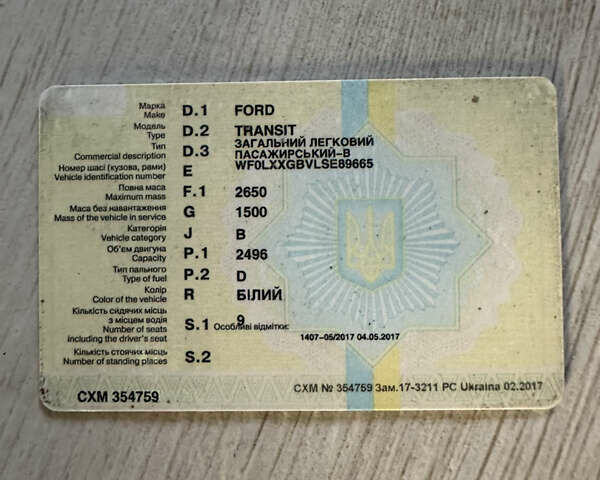 Марка
Make D.1 FORD
Модель
Type D.2 TRANSIT
Тип
Commercial description D.3 ЗАГАЛЬНИЙ ЛЕГКОВИЙ
ПАСАЖИРСЬКИЙ-В
Номер шасі (кузова, рами)
Vehicle identification number E WF0LXXGBVLSE89665
Повна маса
Maximum mass F.1 2650
Маса без навантаження
Mass of the vehicle in service G 1500
Категорія
Vehicle category J B
Об'єм двигуна
Capacity P.1 2496
Тип пального
Type of fuel P.2 D
Колір
Color of the vehicle R БІЛИЙ
Кількість сидячих місць
з місцем водія
Number of seats
including the driver's seat S.1 9
Особливі відмітки:
1407-05/2017 04.05.2017
Кількість стоячих місць
Number of standing places S.2
СХМ 354759
СХМ № 354759 Зам.17-3211 РС Ukraina 02.2017